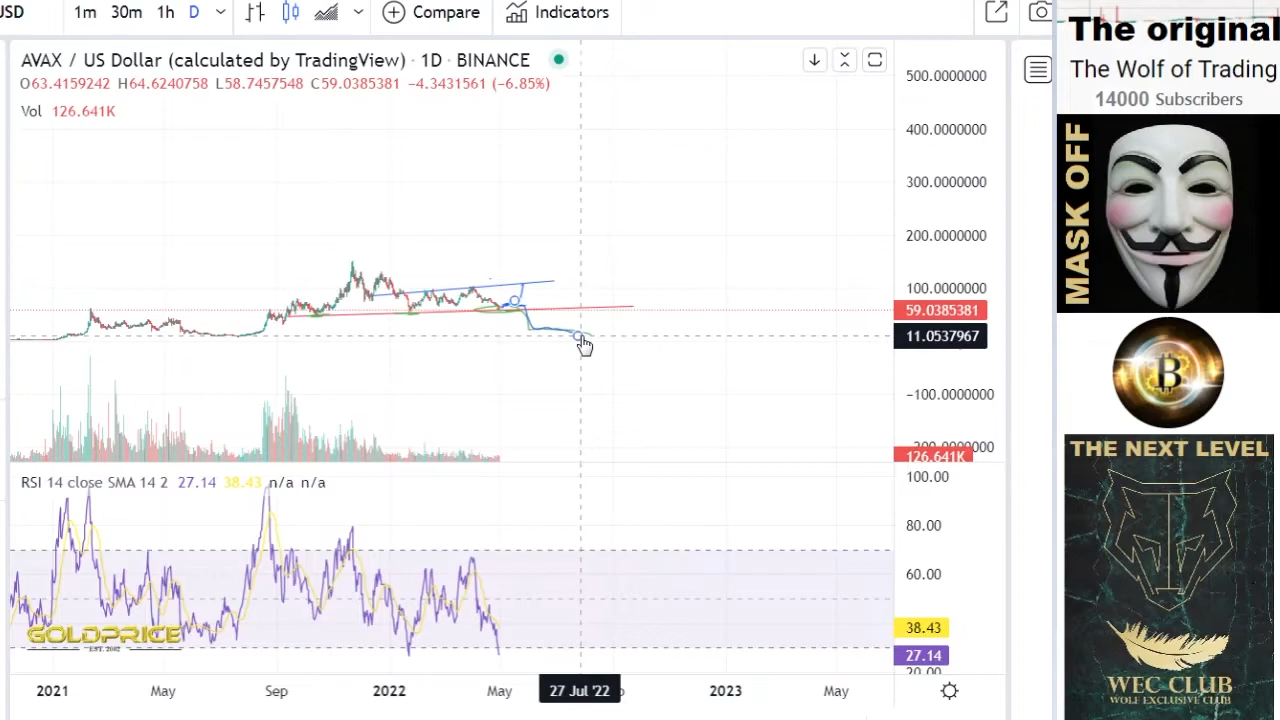 USD 1m 30m 1h D Compare Indicators
AVAX / US Dollar (calculated by TradingView) · 1D · BINANCE
O63.4159242 H64.6240758 L58.7457548 C59.0385381 −4.3431561 (−6.85%)
Vol 126.641K
500.0000000
400.0000000
300.0000000
200.0000000
100.0000000
59.0385381
11.0537967
−100.0000000
126.641K
RSI 14 close SMA 14 2 27.14 38.43 n/a n/a
100.00
80.00
60.00
38.43
27.14
20.00
GOLDPRICE
EST. 2002
2021 May Sep 2022 May 27 Jul '22 2023 May
The original
The Wolf of Trading
14000 Subscribers
MASK OFF
B
THE NEXT LEVEL
WEC CLUB
WOLF EXCLUSIVE CLUB